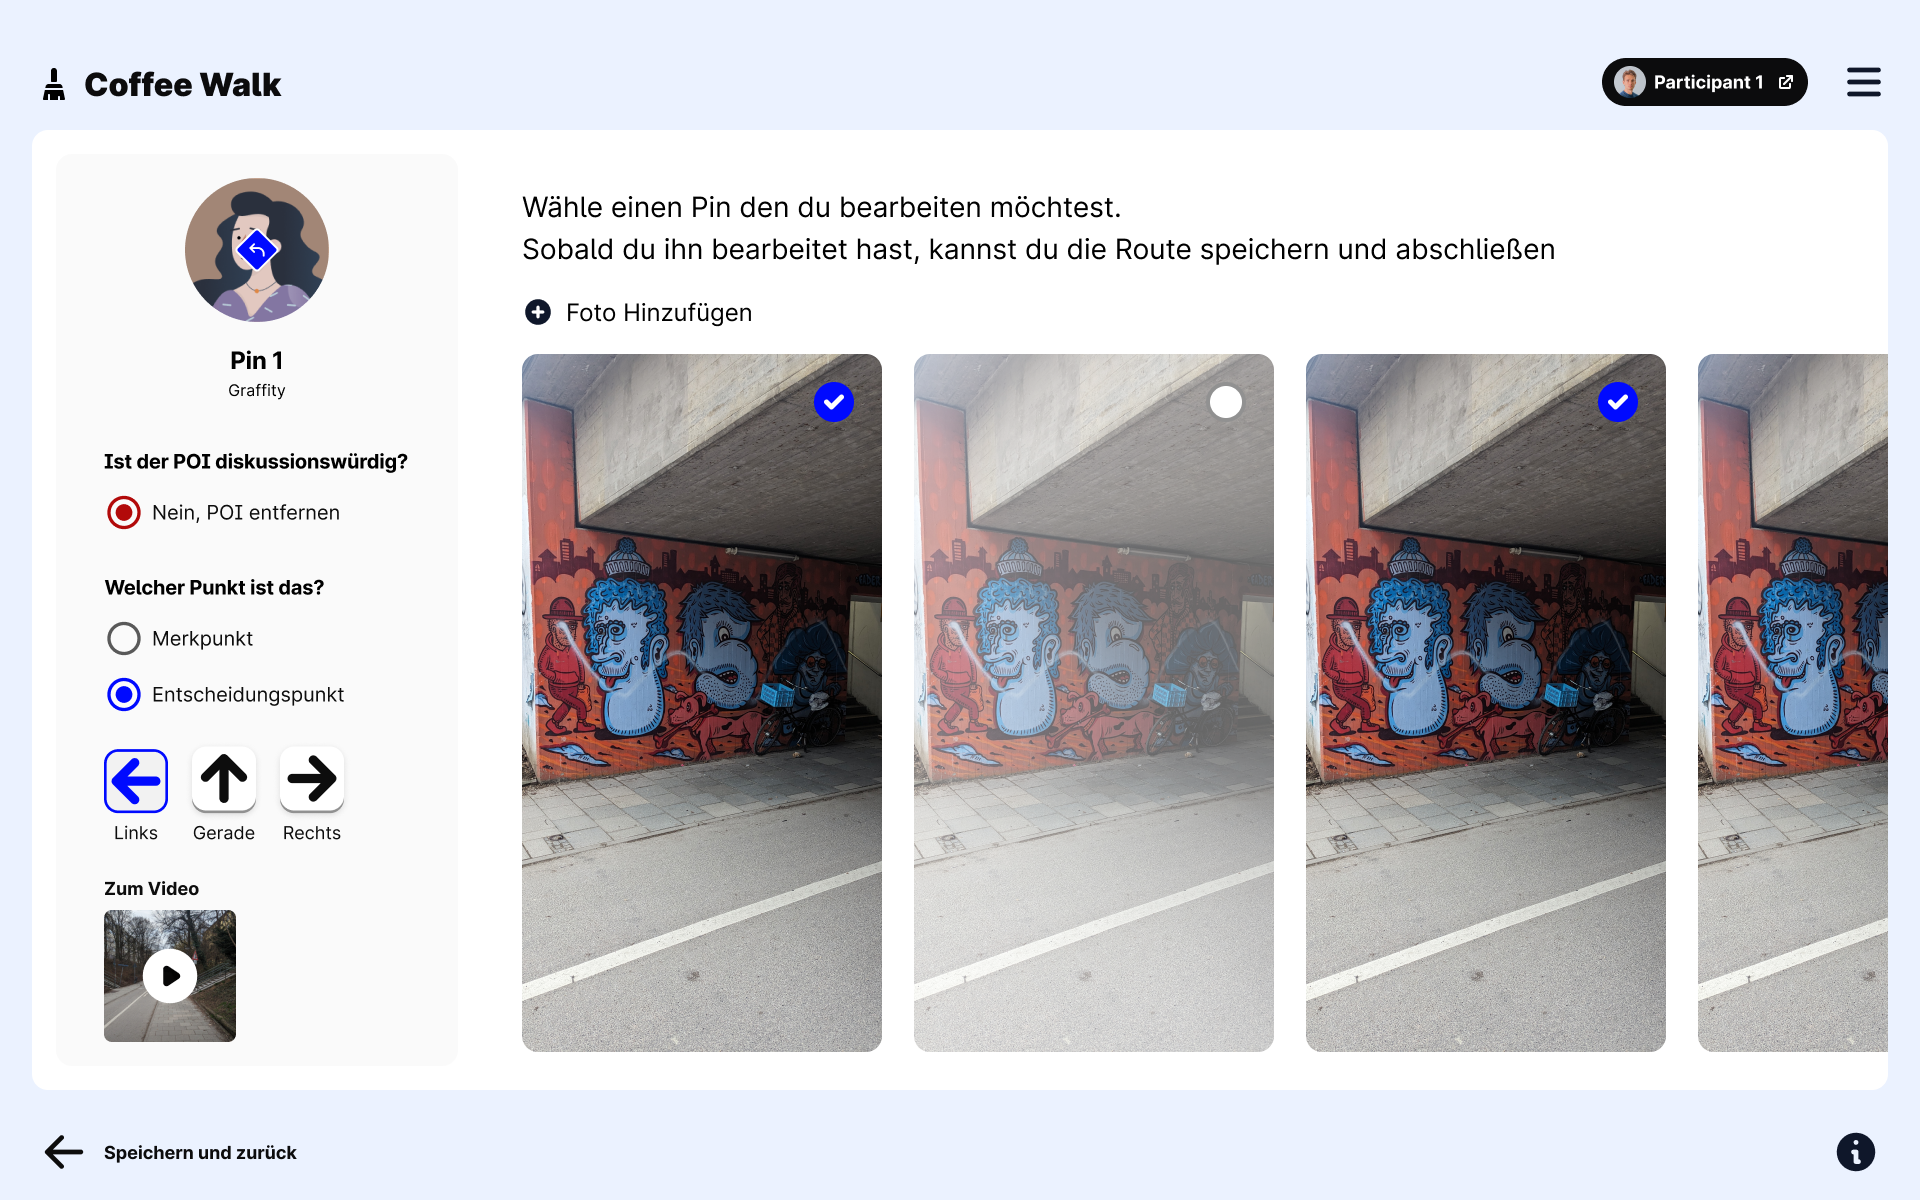 Coffee Walk
Participant 1
Pin 1
Graffity
Ist der POI diskussionswürdig?
Nein, POI entfernen
Welcher Punkt ist das?
Merkpunkt
Entscheidungspunkt
Links
Gerade
Rechts
Zum Video
Wähle einen Pin den du bearbeiten möchtest.
Sobald du ihn bearbeitet hast, kannst du die Route speichern und abschließen
Foto Hinzufügen
Speichern und zurück